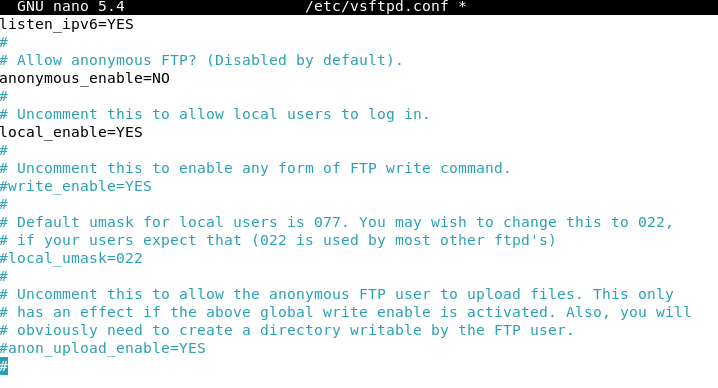 GNU nano 5.4 /etc/vsftpd.conf *
listen_ipv6=YES
#
# Allow anonymous FTP? (Disabled by default).
anonymous_enable=NO
#
# Uncomment this to allow local users to log in.
local_enable=YES
#
# Uncomment this to enable any form of FTP write command.
#write_enable=YES
#
# Default umask for local users is 077. You may wish to change this to 022,
# if your users expect that (022 is used by most other ftpd's)
#local_umask=022
#
# Uncomment this to allow the anonymous FTP user to upload files. This only
# has an effect if the above global write enable is activated. Also, you will
# obviously need to create a directory writable by the FTP user.
#anon_upload_enable=YES
#